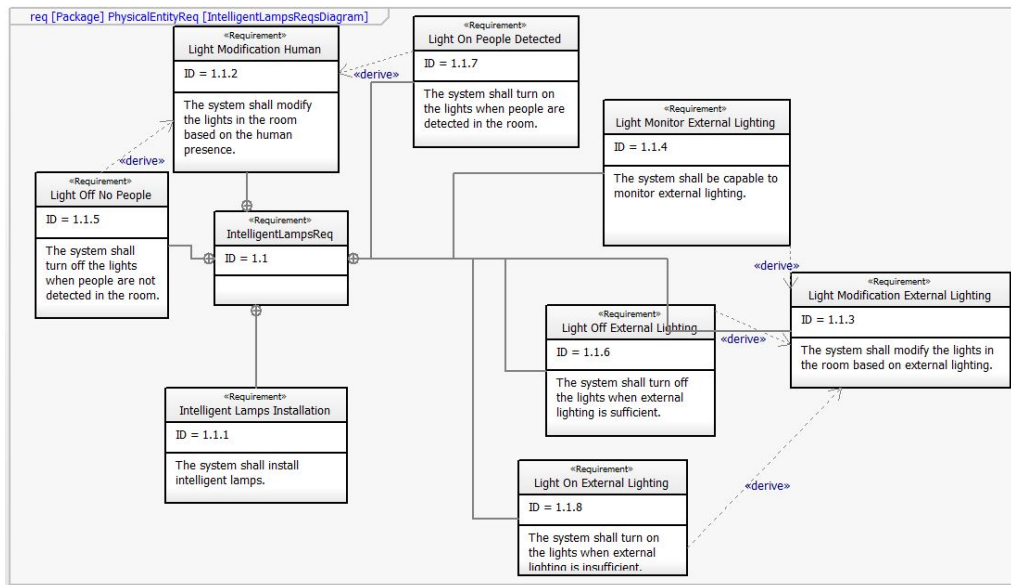 req [Package] PhysicalEntityReq [IntelligentLampsReqsDiagram]
«Requirement»
Light Modification Human
ID = 1.1.2
The system shall modify
the lights in the room
based on the human
presence.
«Requirement»
Light On People Detected
ID = 1.1.7
The system shall turn on
the lights when people are
detected in the room.
«derive»
«Requirement»
Light Monitor External Lighting
ID = 1.1.4
The system shall be capable to
monitor external lighting.
«derive»
«Requirement»
Light Off No People
ID = 1.1.5
The system shall
turn off the lights
when people are not
detected in the room.
«Requirement»
IntelligentLampsReq
ID = 1.1
«derive»
«Requirement»
Light Modification External Lighting
ID = 1.1.3
The system shall modify the lights in
the room based on external lighting.
«Requirement»
Light Off External Lighting
ID = 1.1.6
The system shall turn off
the lights when external
lighting is sufficient.
«derive»
«Requirement»
Intelligent Lamps Installation
ID = 1.1.1
The system shall install
intelligent lamps.
«Requirement»
Light On External Lighting
ID = 1.1.8
The system shall turn on
the lights when external
lighting is insufficient.
«derive»